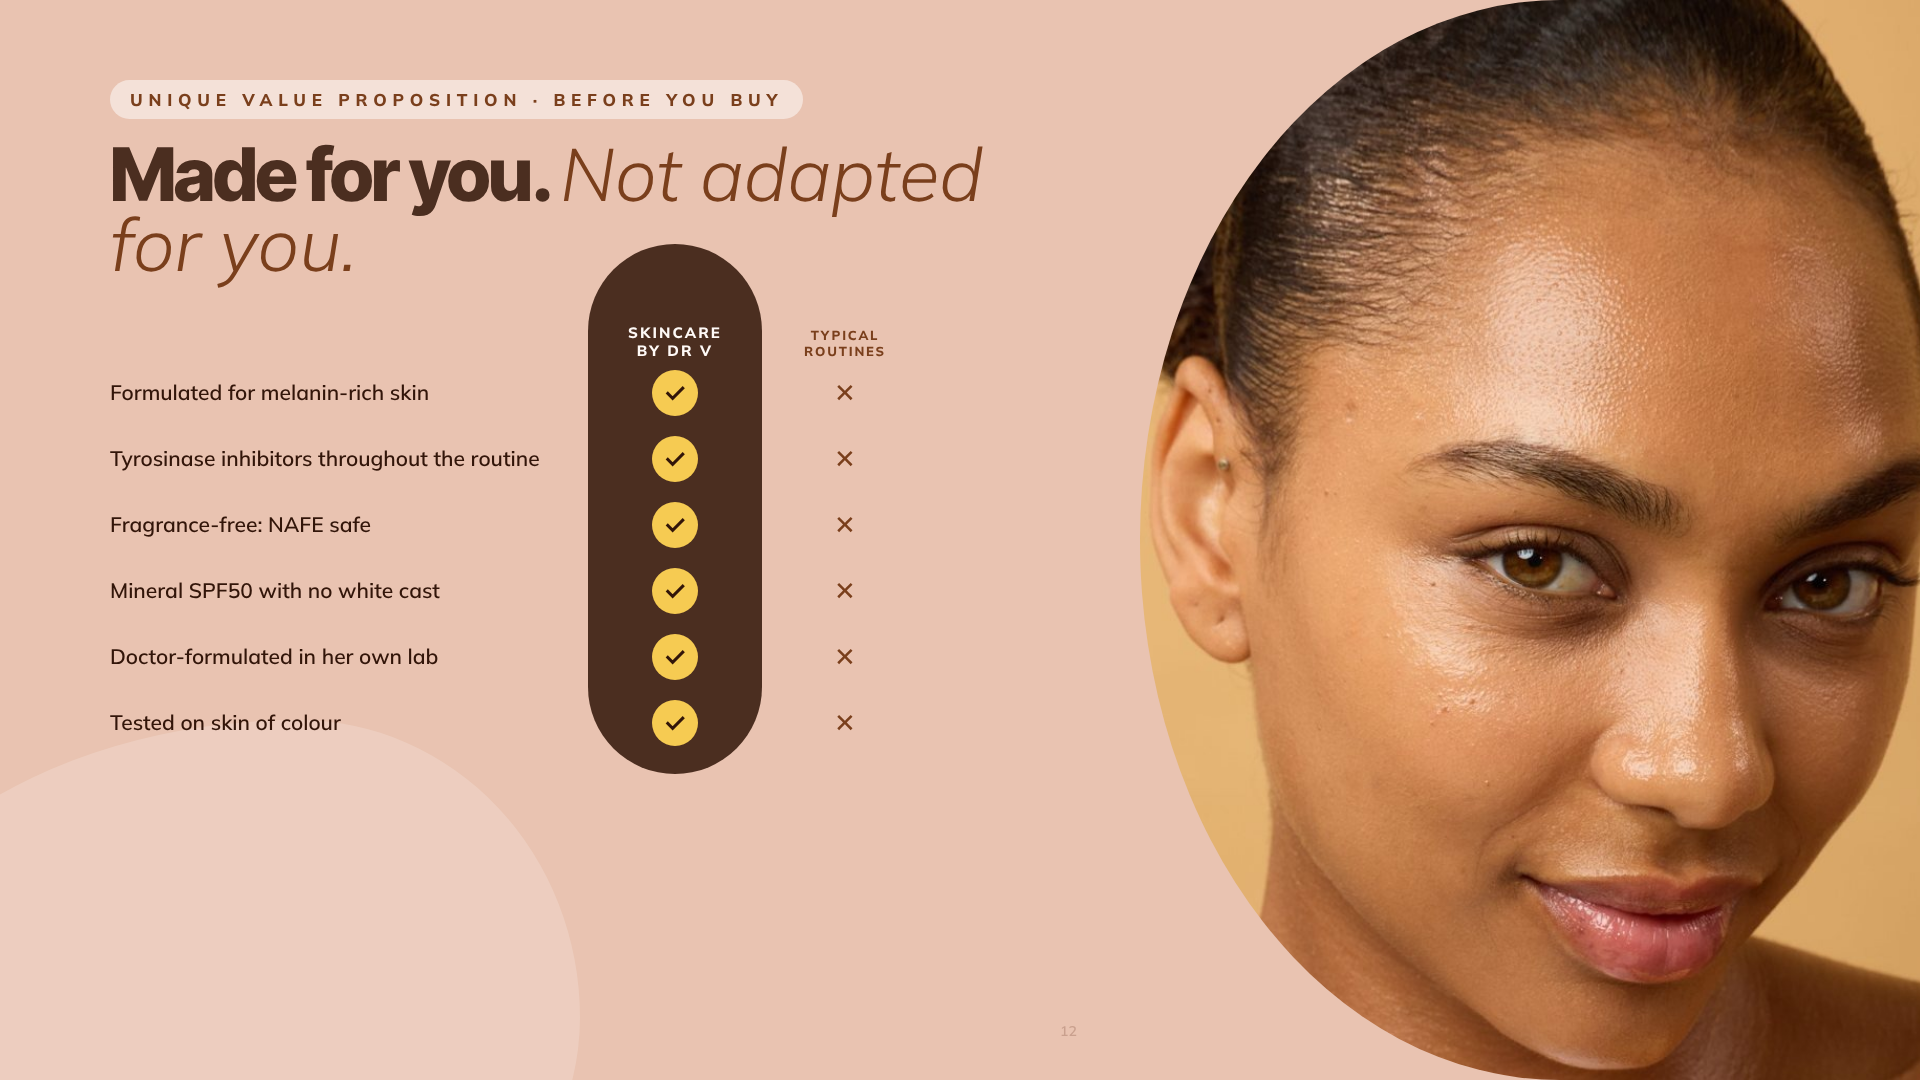 UNIQUE VALUE PROPOSITION · BEFORE YOU BUY
Made for you. Not adapted
for you.
SKINCARE
BY DR V
TYPICAL
ROUTINES
Formulated for melanin-rich skin ✓ ✕
Tyrosinase inhibitors throughout the routine ✓ ✕
Fragrance-free: NAFE safe ✓ ✕
Mineral SPF50 with no white cast ✓ ✕
Doctor-formulated in her own lab ✓ ✕
Tested on skin of colour ✓ ✕
12